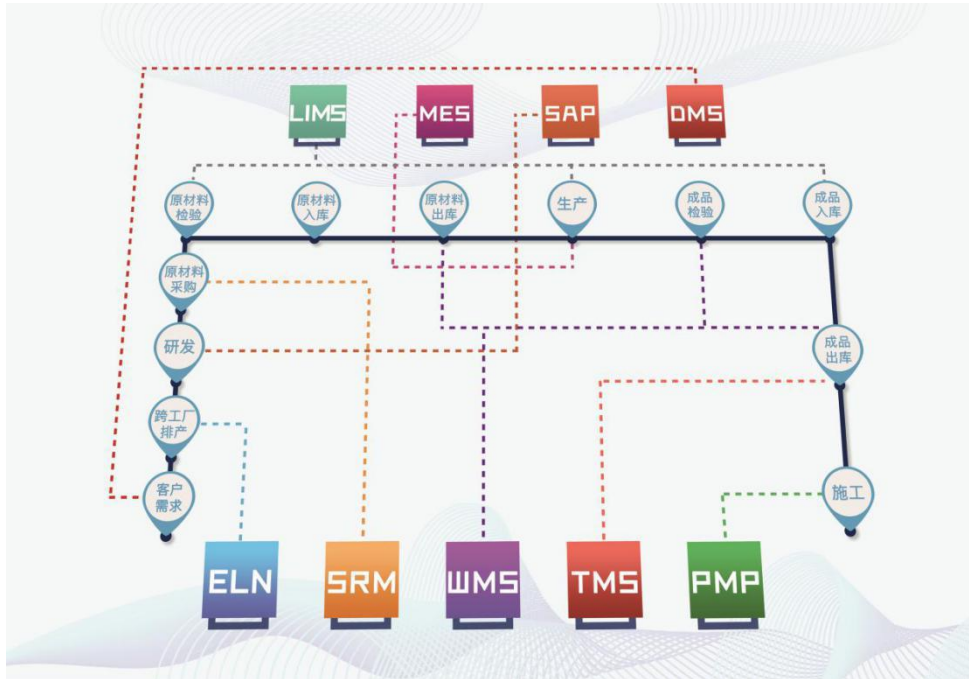 LIMS
MES
SAP
DMS
原材料
检验
原材料
入库
原材料
出库
生产
成品
检验
成品
入库
原材料
采购
研发
成品
出库
跨工厂
排产
客户
需求
施工
ELN
SRM
WMS
TMS
PMP